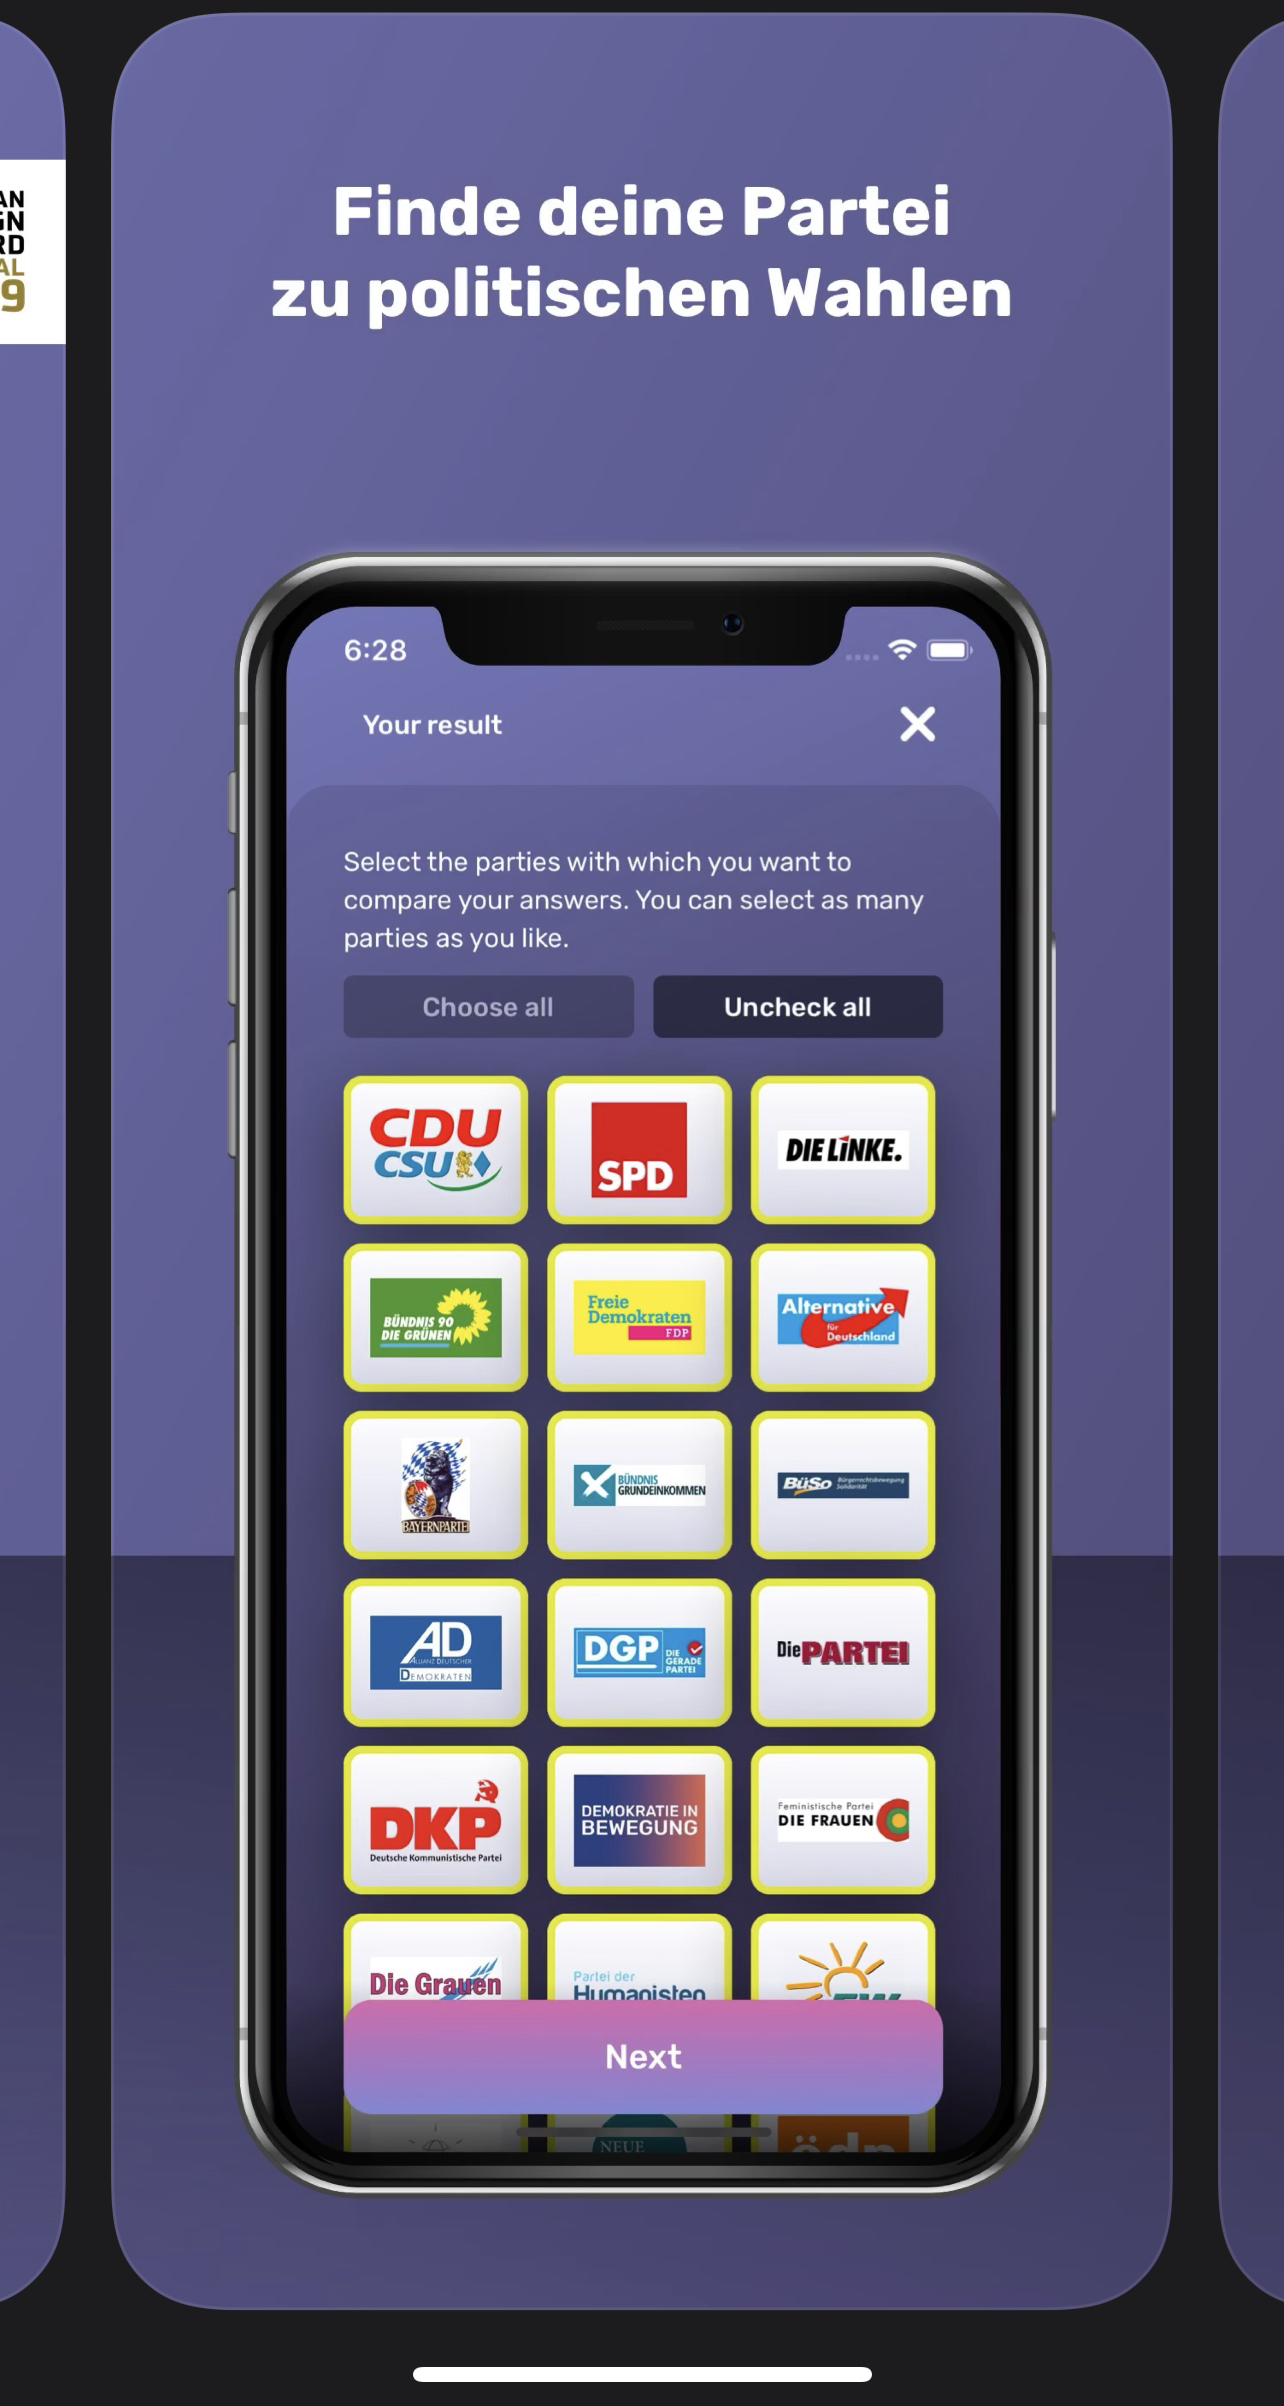 AN
GN
RD
AL
9
Finde deine Partei
zu politischen Wahlen
6:28
Your result
Select the parties with which you want to
compare your answers. You can select as many
parties as you like.
Choose all
Uncheck all
CDU
CSU
SPD
DIE LiNKE.
BÜNDNIS 90
DIE GRÜNEN
Freie
Demokraten
FDP
Alternative
für
Deutschland
BAYERNPARTEI
BÜNDNIS
GRUNDEINKOMMEN
BüSo
Bürgerrechtsbewegung
Solidarität
AD
ALLIANZ DEUTSCHER
DEMOKRATEN
DGP
DIE
GERADE
PARTEI
Die PARTEI
DKP
Deutsche Kommunistische Partei
DEMOKRATIE IN
BEWEGUNG
Feministische Partei
DIE FRAUEN
Die Grauen
Partei der
Humanisten
Next
NEUE
ödp